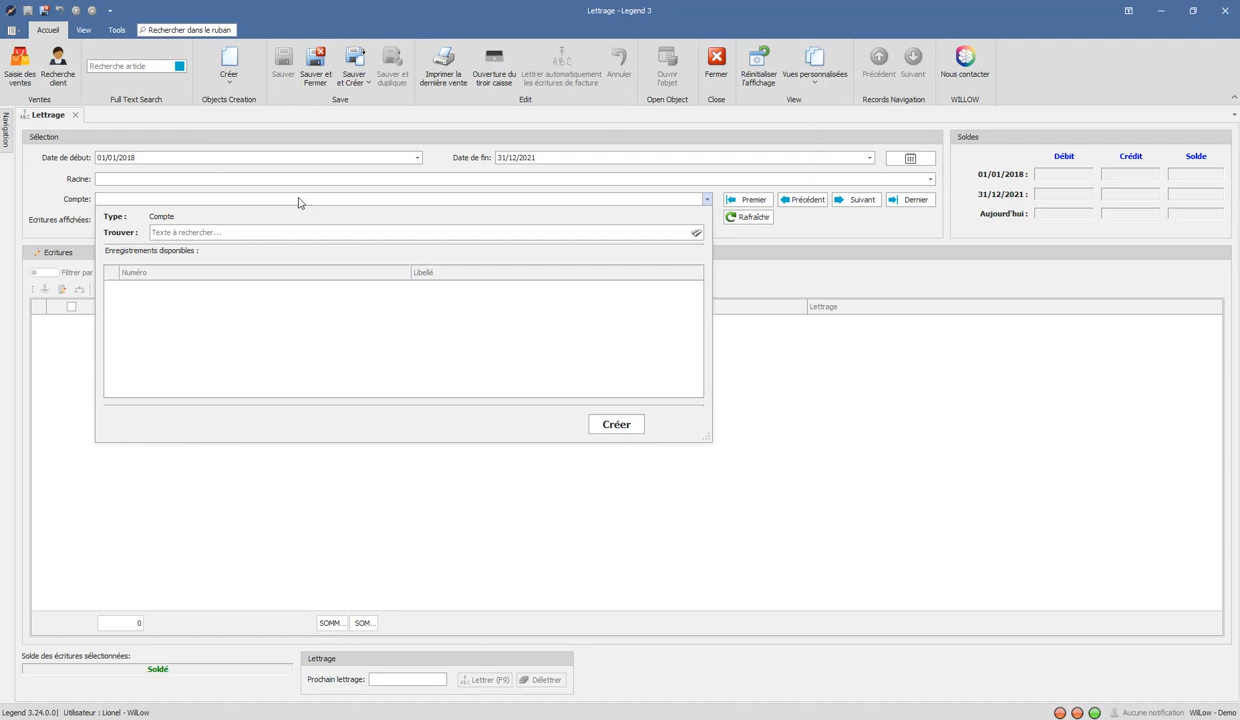 Lettrage - Legend 3
Accueil
View
Tools
Rechercher dans le ruban
Saisie des ventes
Recherche client
Ventes
Recherche article
Full Text Search
Créer
Objects Creation
Sauver
Sauver et Fermer
Sauver et Créer
Sauver et dupliquer
Save
Imprimer la dernière vente
Ouverture du tiroir caisse
Lettrer automatiquement les écritures de facture
Annuler
Edit
Ouvrir l'objet
Open Object
Fermer
Close
Réinitialiser l'affichage
Vues personnalisées
View
Précédent
Suivant
Records Navigation
Nous contacter
WILLOW
Navigation
Lettrage
Sélection
Date de début: 01/01/2018
Date de fin: 31/12/2021
Racine:
Compte:
Premier
Précédent
Suivant
Dernier
Ecritures affichées:
Rafraîchir
Soldes
Débit
Crédit
Solde
01/01/2018 :
31/12/2021 :
Aujourd'hui :
Type : Compte
Trouver : Texte à rechercher...
Enregistrements disponibles :
Numéro
Libellé
Créer
Ecritures
Filtrer par
Lettrage
0
SOMM...
SOM...
Solde des écritures sélectionnées:
Soldé
Lettrage
Prochain lettrage:
Lettrer (F9)
Délettrer
Legend 3.24.0.0| Utilisateur : Lionel - WilLow
Aucune notification
WilLow - Demo